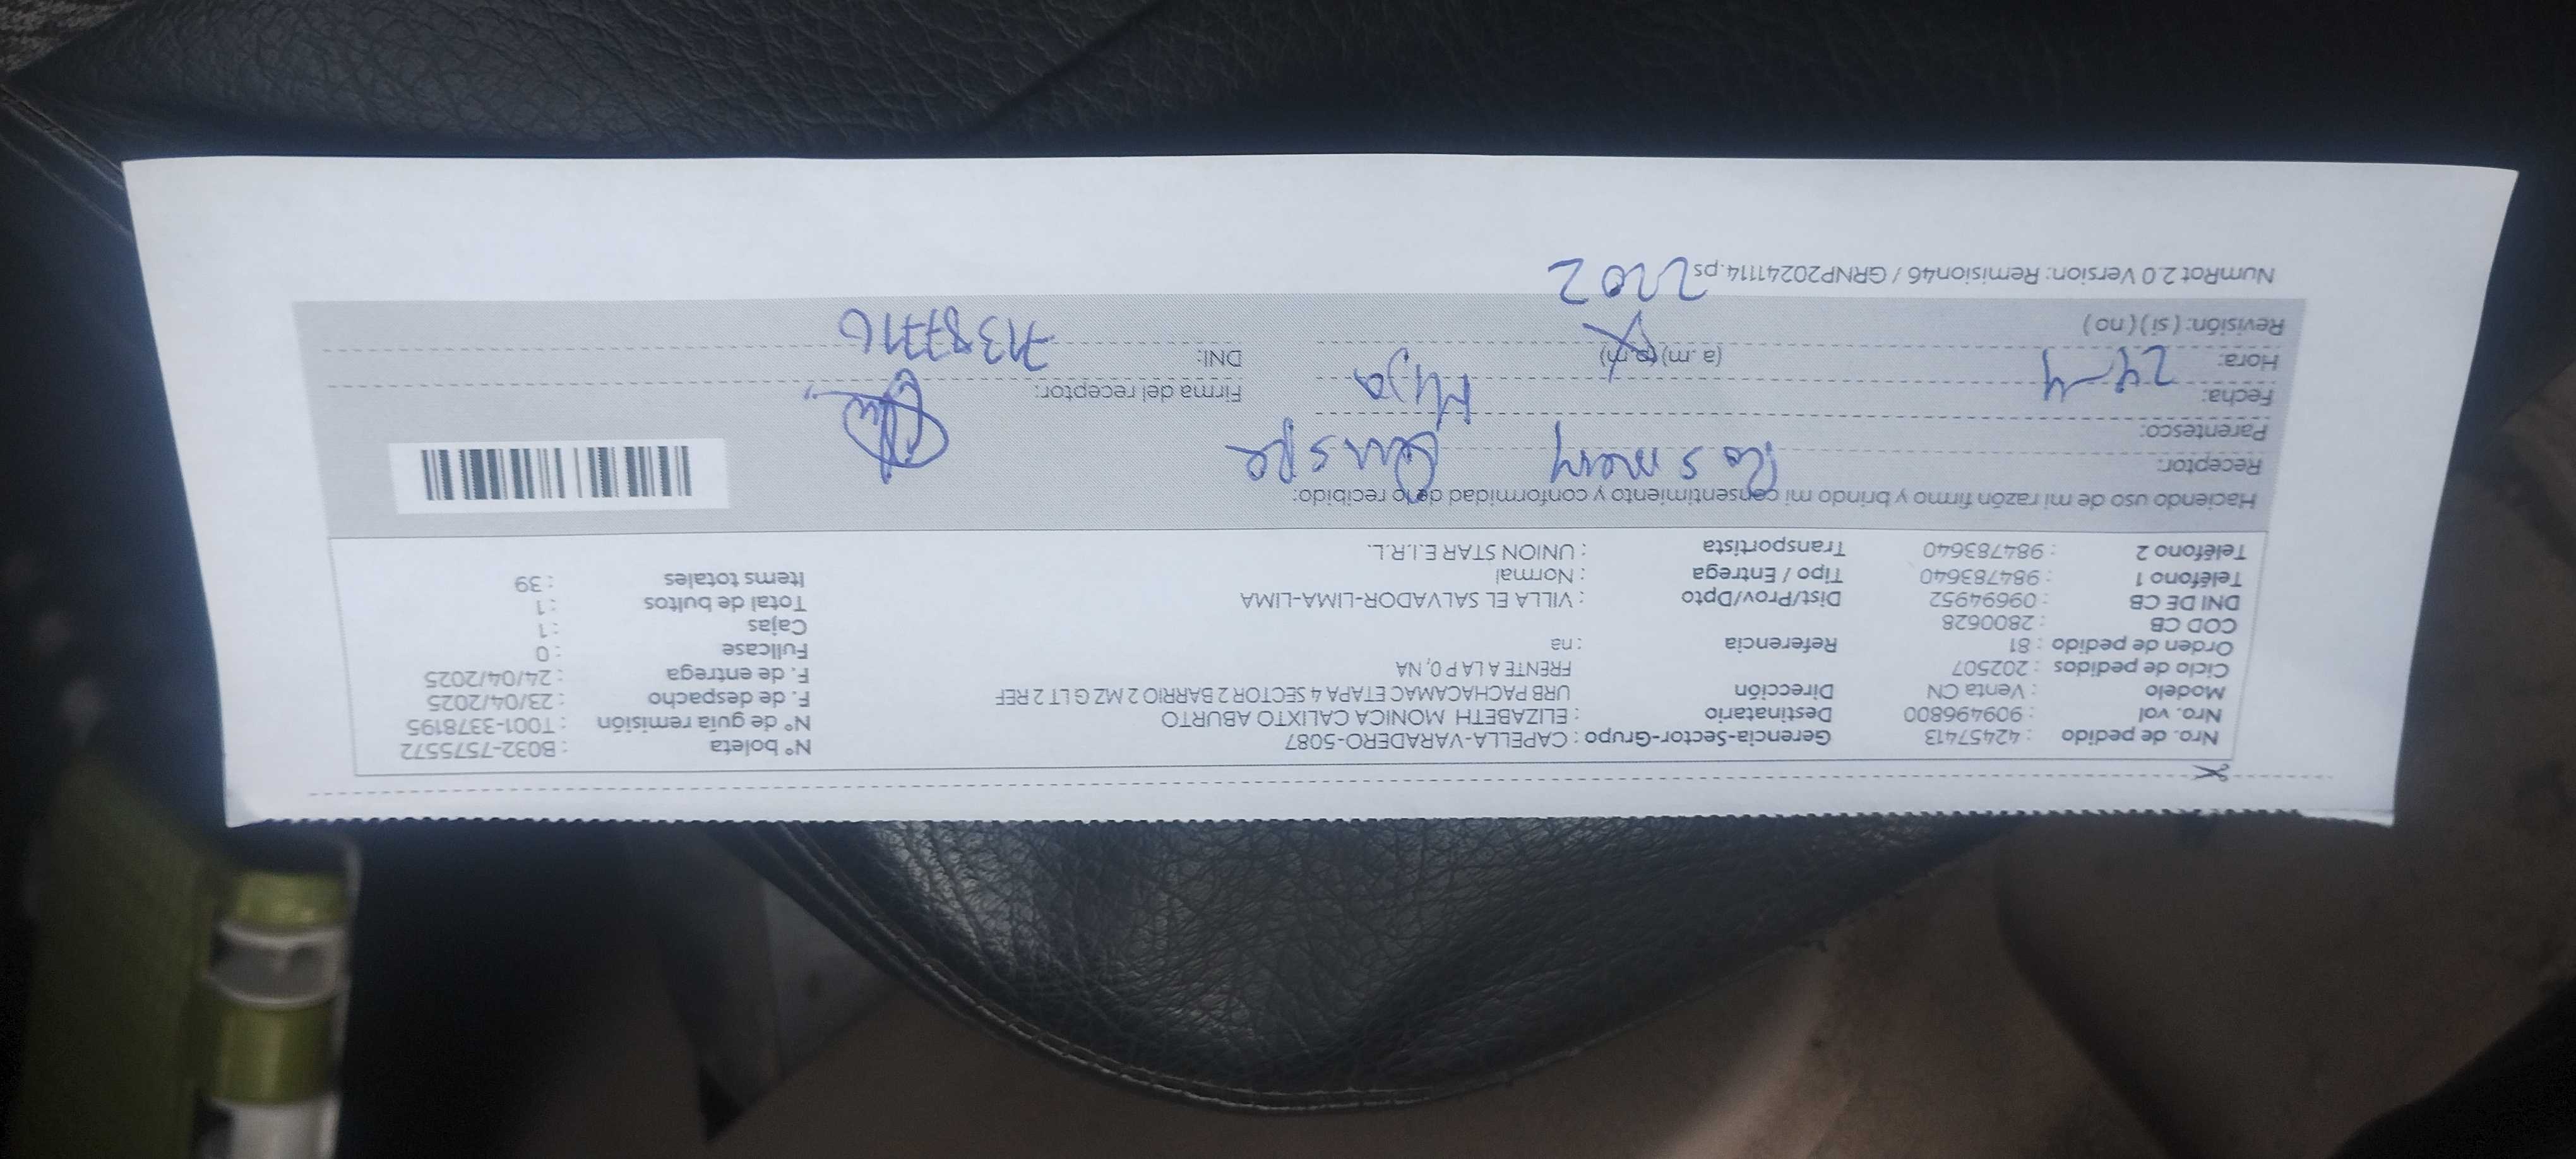 Nro. de pedido : 42457413 Gerencia-Sector-Grupo : CAPELLA-VARADERO-5087 N° boleta : B032-7575572
Nro. vol : 909496800 Destinatario : ELIZABETH MONICA CALIXTO ABURTO N° de guía remisión : T001-3378195
Modelo : Venta CN Dirección URB PACHACAMAC ETAPA 4 SECTOR 2 BARRIO 2 MZ G LT 2 REF F. de despacho : 23/04/2025
Ciclo de pedidos : 202507 FRENTE A LA P 0, NA F. de entrega : 24/04/2025
Orden de pedido : 81 Referencia : na Fullcase : 0
COD CB : 2800628 Cajas : 1
DNI DE CB : 09694952 Dist/Prov/Dpto : VILLA EL SALVADOR-LIMA-LIMA Total de bultos : 1
Teléfono 1 : 984783640 Tipo / Entrega : Normal Items totales : 39
Teléfono 2 : 984783640 Transportista : UNION STAR E.I.R.L.
Haciendo uso de mi razón firmo y brindo mi consentimiento y conformidad de lo recibido:
Receptor: Rosmery
Parentesco:
Fecha: 24-4 Firma del receptor:
Hora: (a.m) (p.m) DNI: 71387716
Revisión: ( si ) ( no )
NumRot 2.0 Version: Remision46 / GRNP20241114.ps 2202